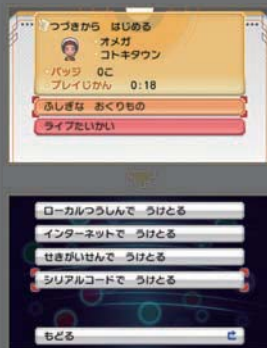 つづきから はじめる
オメガ
コトキタウン
バッジ 0こ
プレイじかん 0:18
ふしぎな おくりもの
ライブたいかい
ローカルつうしんで うけとる
インターネットで うけとる
せきがいせんで うけとる
シリアルコードで うけとる
もどる